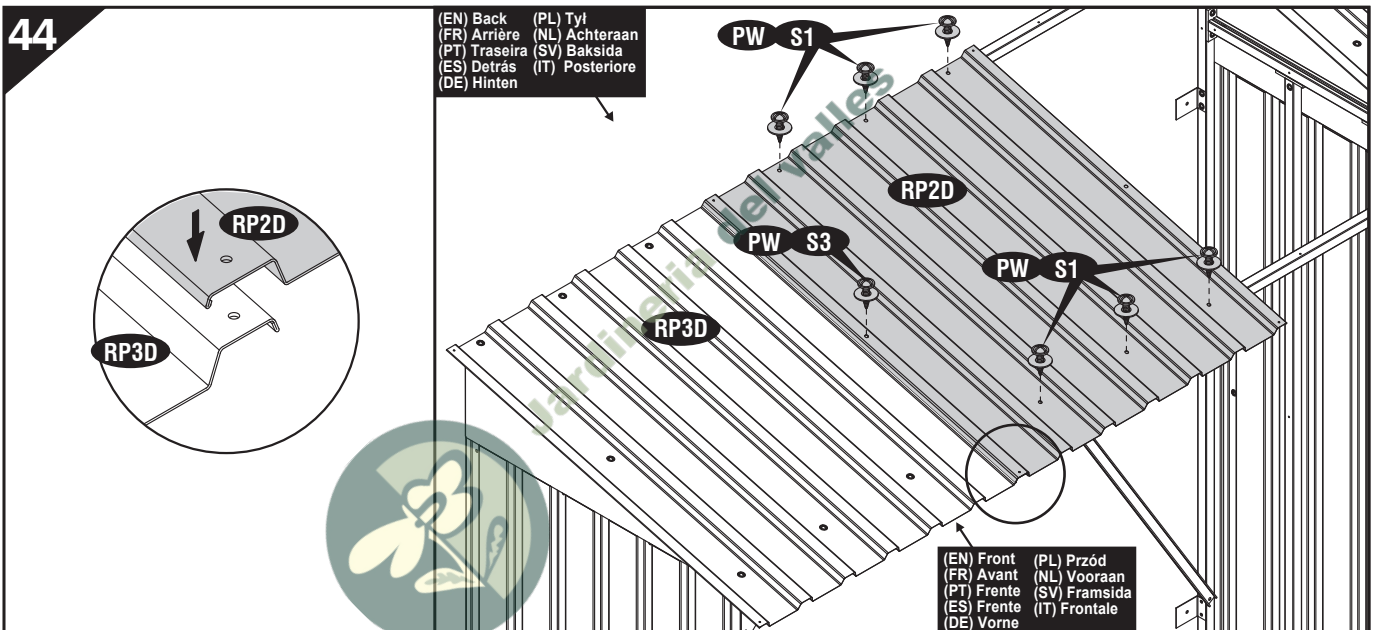 44
(EN) Back (PL) Tył
(FR) Arrière (NL) Achteraan
(PT) Traseira (SV) Baksida
(ES) Detrás (IT) Posteriore
(DE) Hinten
PW S1
RP2D
RP2D
RP3D
PW S3
PW S1
RP3D
Jardineria del valles
(EN) Front (PL) Przód
(FR) Avant (NL) Vooraan
(PT) Frente (SV) Framsida
(ES) Frente (IT) Frontale
(DE) Vorne